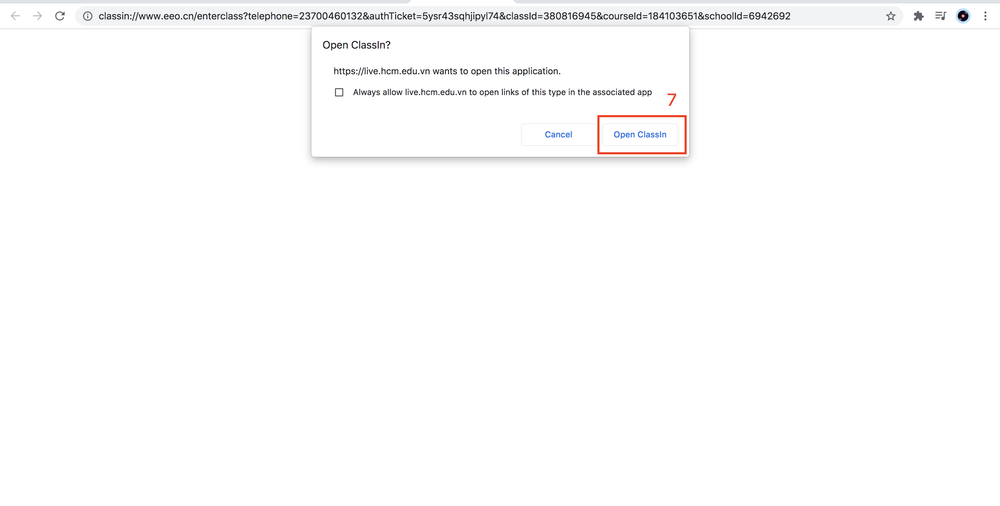 classin://www.eeo.cn/enterclass?telephone=23700460132&authTicket=5ysr43sqhjipyl74&classId=380816945&courseId=184103651&schoolId=6942692
Open ClassIn?
https://live.hcm.edu.vn wants to open this application.
Always allow live.hcm.edu.vn to open links of this type in the associated app
7
Cancel
Open ClassIn